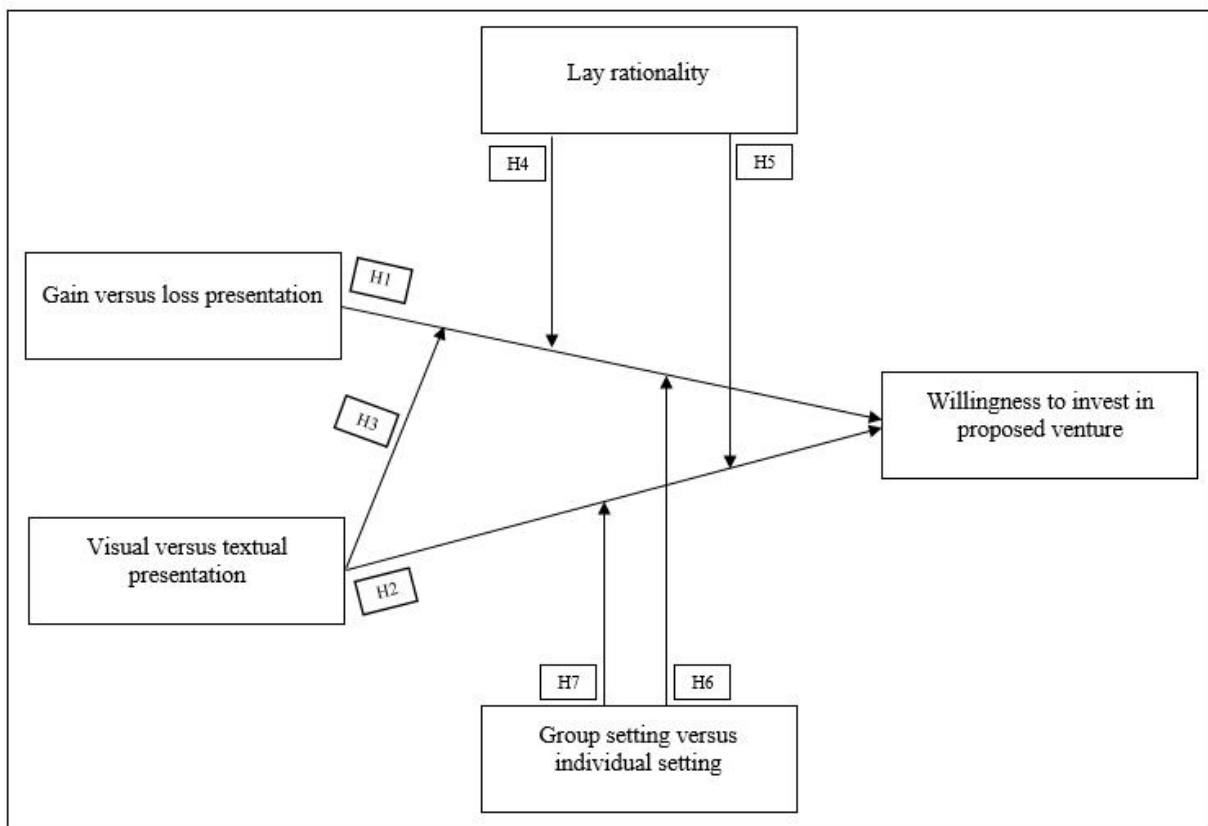 Lay rationality
H4
H5
Gain versus loss presentation
H1
Willingness to invest in
proposed venture
H3
Visual versus textual
presentation
H2
H7
H6
Group setting versus
individual setting